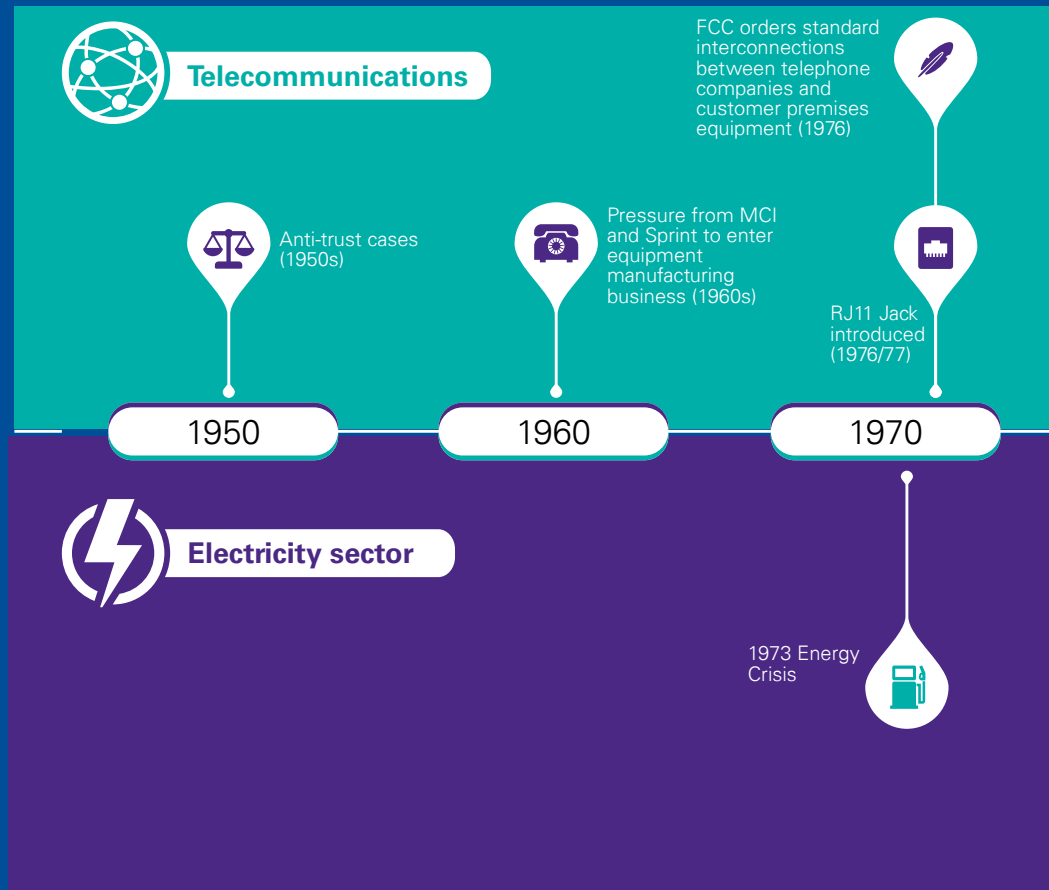 Telecommunications
FCC orders standard
interconnections
between telephone
companies and
customer premises
equipment (1976)
Anti-trust cases
(1950s)
Pressure from MCI
and Sprint to enter
equipment
manufacturing
business (1960s)
RJ11 Jack
introduced
(1976/77)
1950
1960
1970
Electricity sector
1973 Energy
Crisis